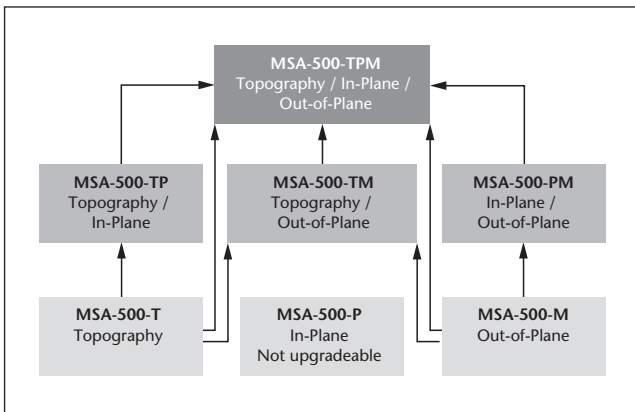 MSA-500-TPM
Topography / In-Plane /
Out-of-Plane
MSA-500-TP
Topography /
In-Plane
MSA-500-TM
Topography /
Out-of-Plane
MSA-500-PM
In-Plane /
Out-of-Plane
MSA-500-T
Topography
MSA-500-P
In-Plane
Not upgradeable
MSA-500-M
Out-of-Plane